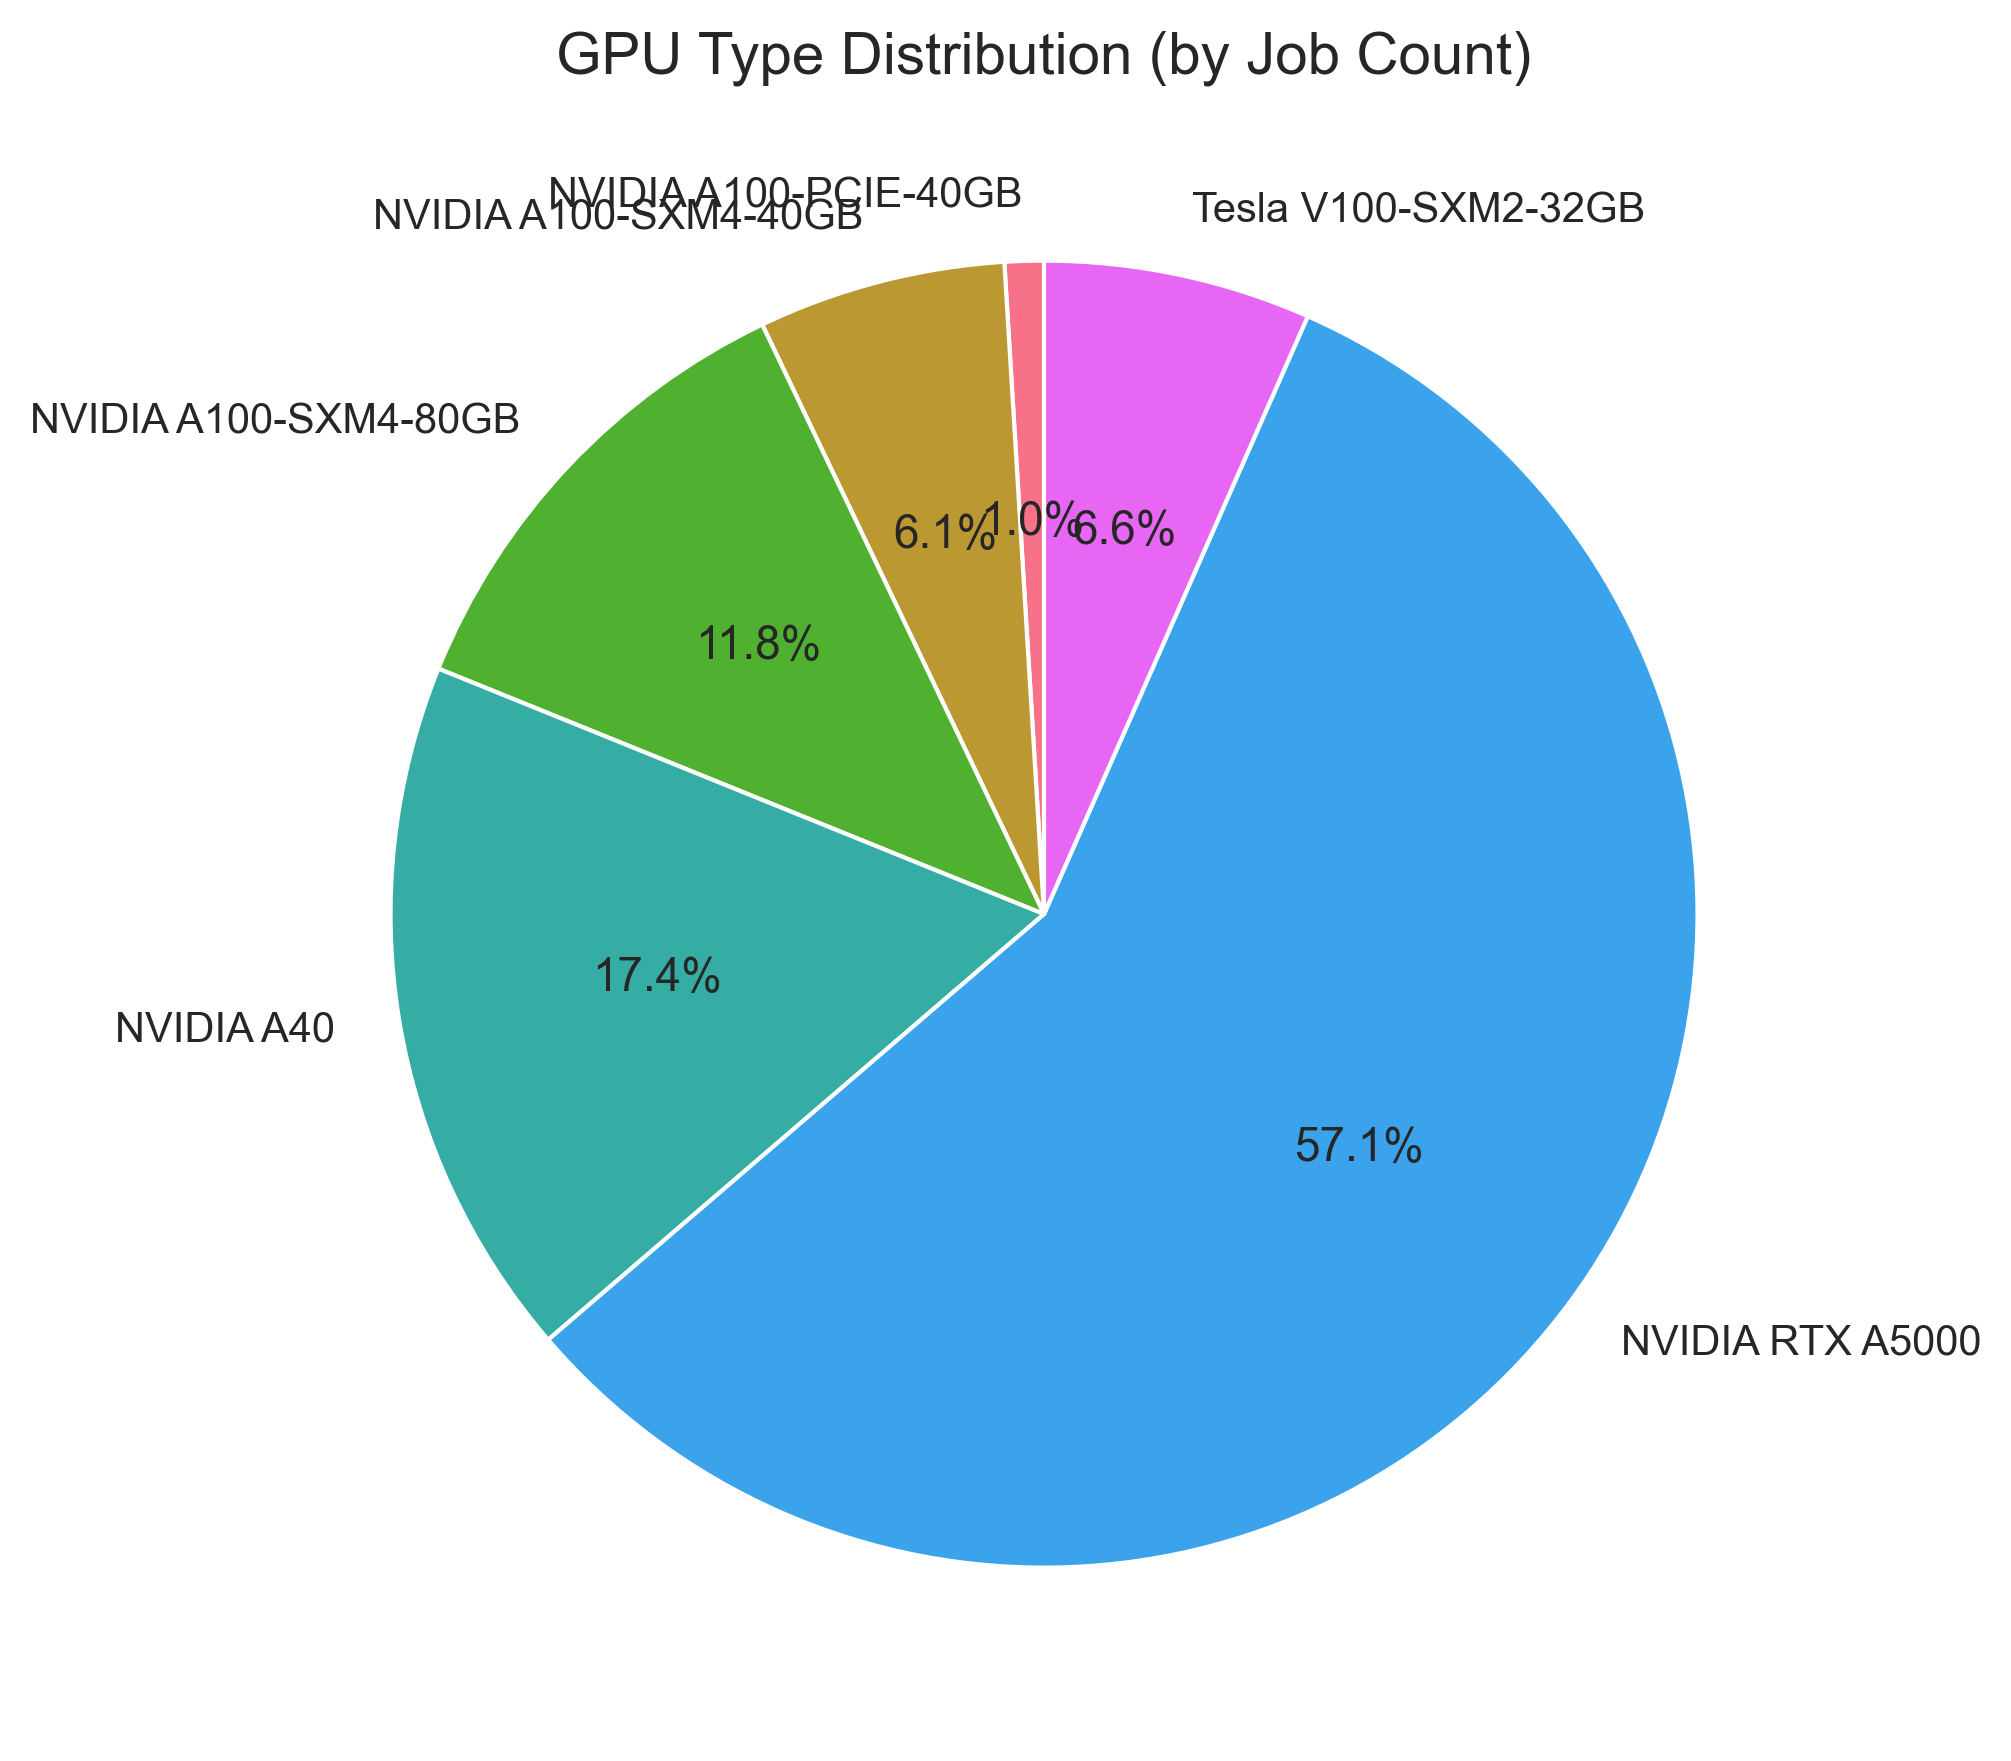 GPU Type Distribution (by Job Count)
NVIDIA A100-PCIE-40GB
Tesla V100-SXM2-32GB
NVIDIA A100-SXM4-40GB
NVIDIA A100-SXM4-80GB
6.1%
1.0%
6.6%
11.8%
17.4%
NVIDIA A40
57.1%
NVIDIA RTX A5000